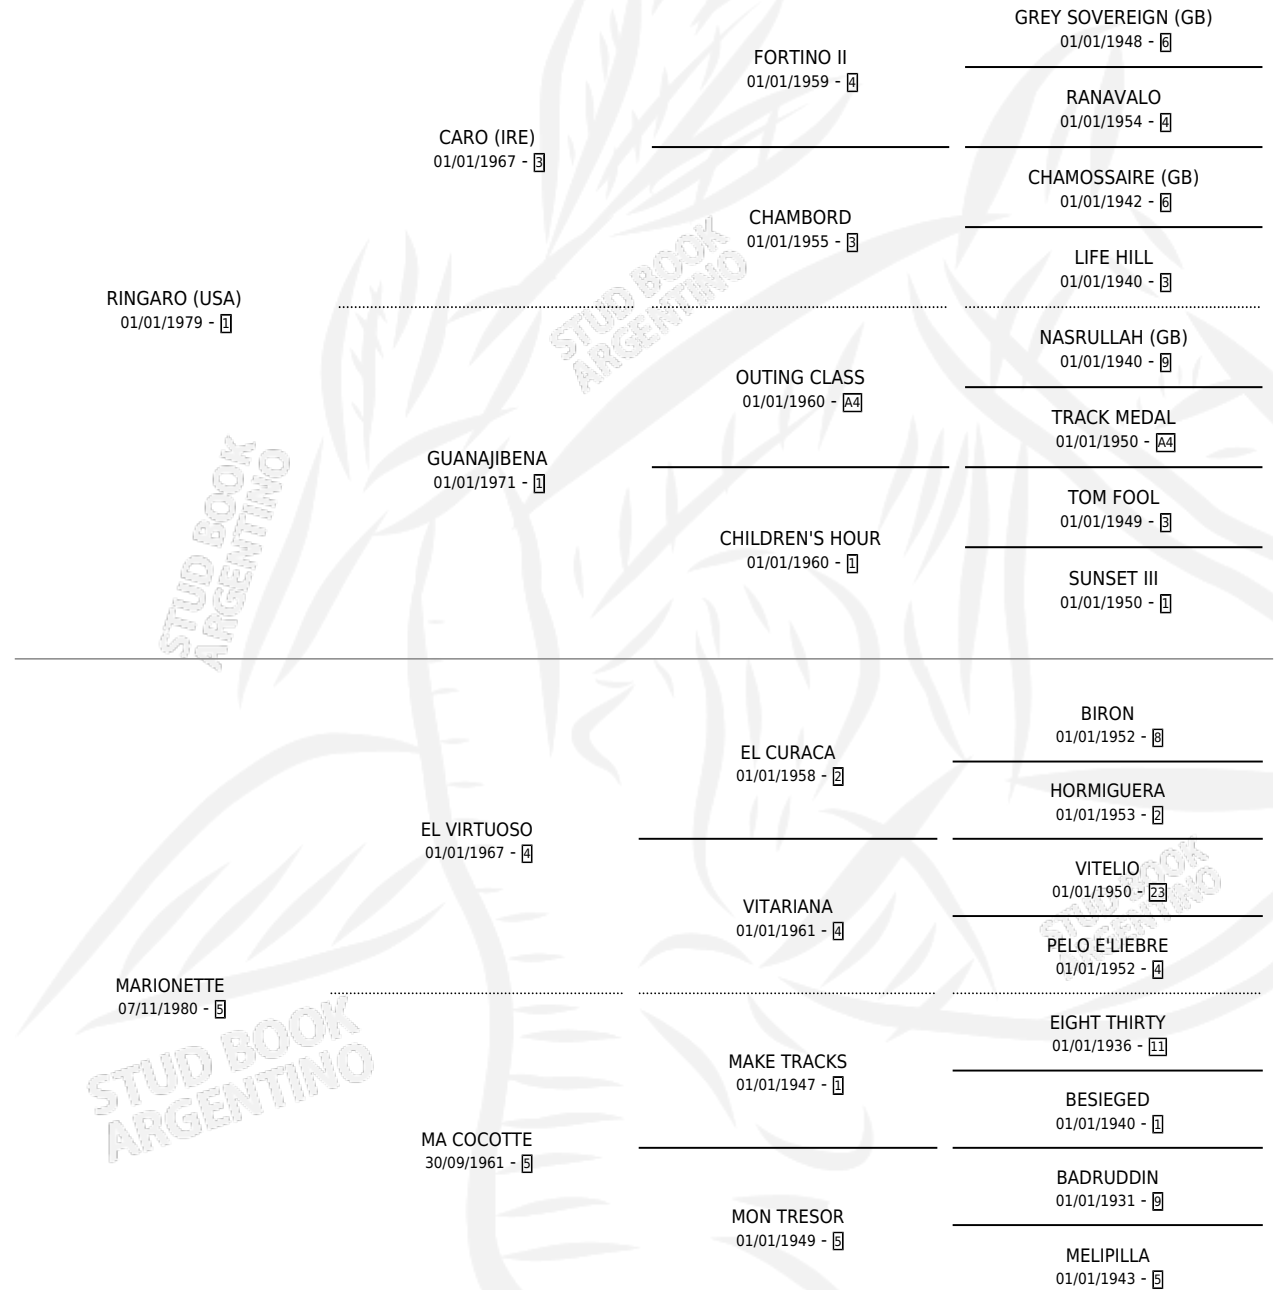 GREY SOVEREIGN (GB)
01/01/1948 - 6
FORTINO II
01/01/1959 - 4
RANAVALO
01/01/1954 - 4
CARO (IRE)
01/01/1967 - 3
CHAMOSSAIRE (GB)
01/01/1942 - 6
CHAMBORD
01/01/1955 - 3
LIFE HILL
01/01/1940 - 3
RINGARO (USA)
01/01/1979 - 1
NASRULLAH (GB)
01/01/1940 - 9
OUTING CLASS
01/01/1960 - A4
TRACK MEDAL
01/01/1950 - A4
GUANAJIBENA
01/01/1971 - 1
TOM FOOL
01/01/1949 - 3
CHILDREN'S HOUR
01/01/1960 - 1
SUNSET III
01/01/1950 - 1
STUD BOOK
ARGENTINO
STUD BOOK
ARGENTINO
BIRON
01/01/1952 - 8
EL CURACA
01/01/1958 - 2
HORMIGUERA
01/01/1953 - 2
EL VIRTUOSO
01/01/1967 - 4
VITELIO
01/01/1950 - 23
VITARIANA
01/01/1961 - 4
PELO E'LIEBRE
01/01/1952 - 4
STUD BOOK
ARGENTINO
MARIONETTE
07/11/1980 - 5
EIGHT THIRTY
01/01/1936 - 11
MAKE TRACKS
01/01/1947 - 1
BESIEGED
01/01/1940 - 1
MA COCOTTE
30/09/1961 - 5
BADRUDDIN
01/01/1931 - 9
MON TRESOR
01/01/1949 - 5
MELIPILLA
01/01/1943 - 5
STUD BOOK
ARGENTINO